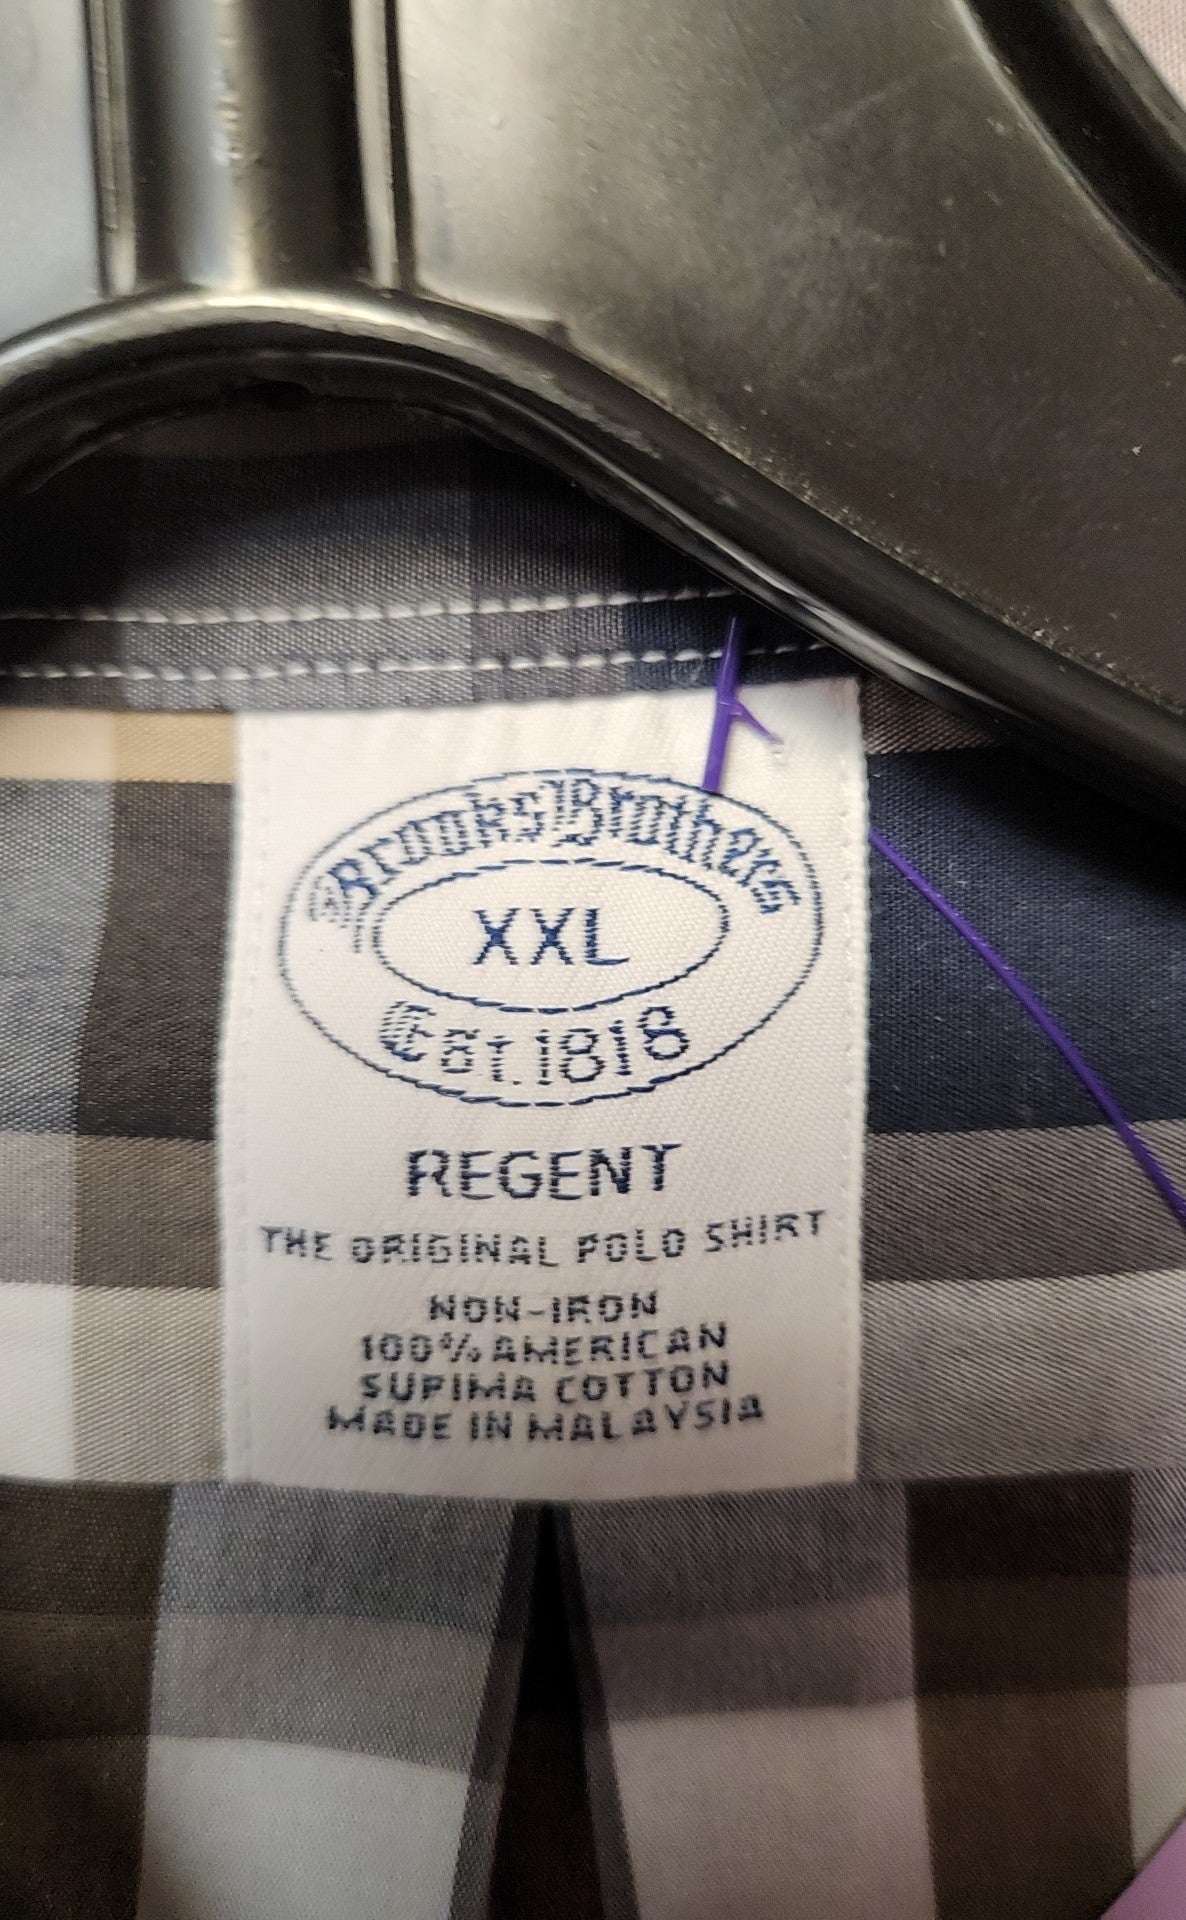 Brooks Brothers
XXL
Est. 1818
REGENT
THE ORIGINAL POLO SHIRT
NON-IRON
100% AMERICAN
SUPIMA COTTON
MADE IN MALAYSIA